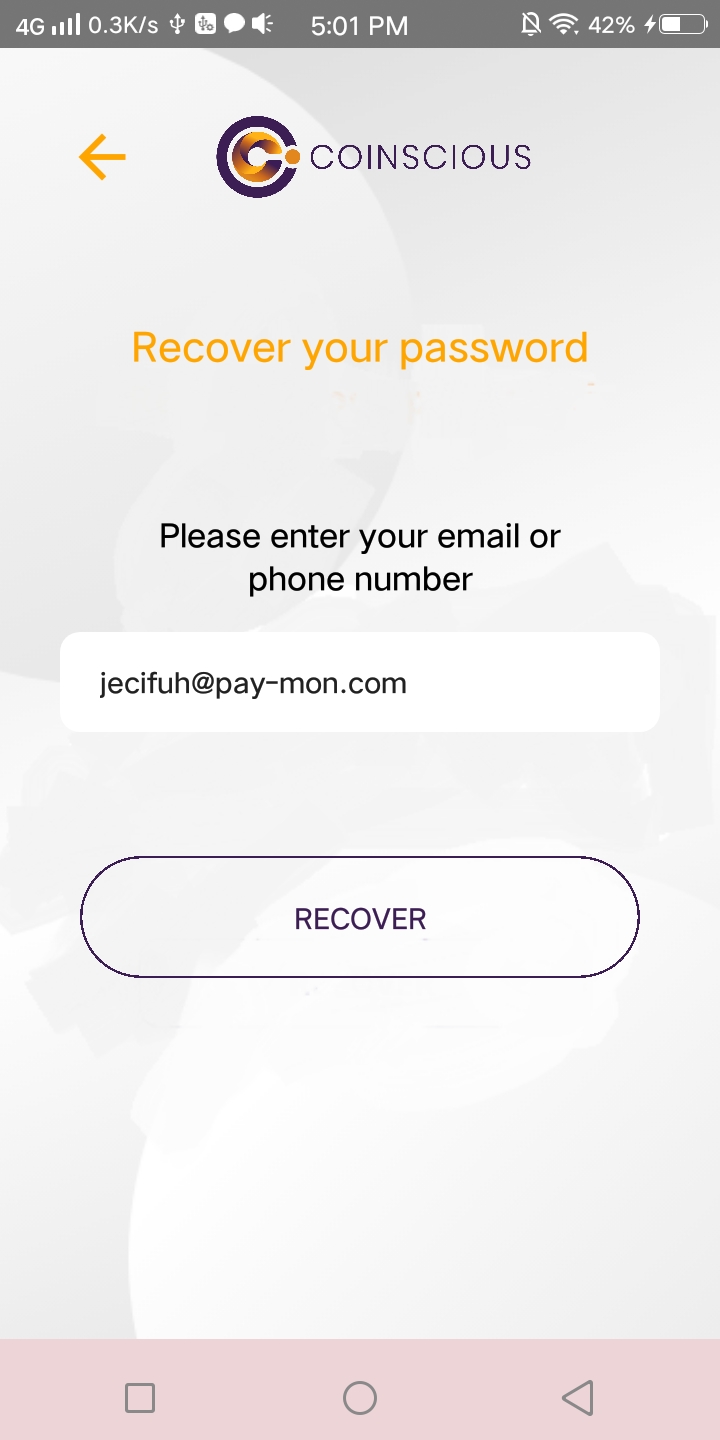 4G 0.3K/s 5:01 PM 42%
COINSCIOUS
Recover your password
Please enter your email or
phone number
jecifuh@pay-mon.com
RECOVER